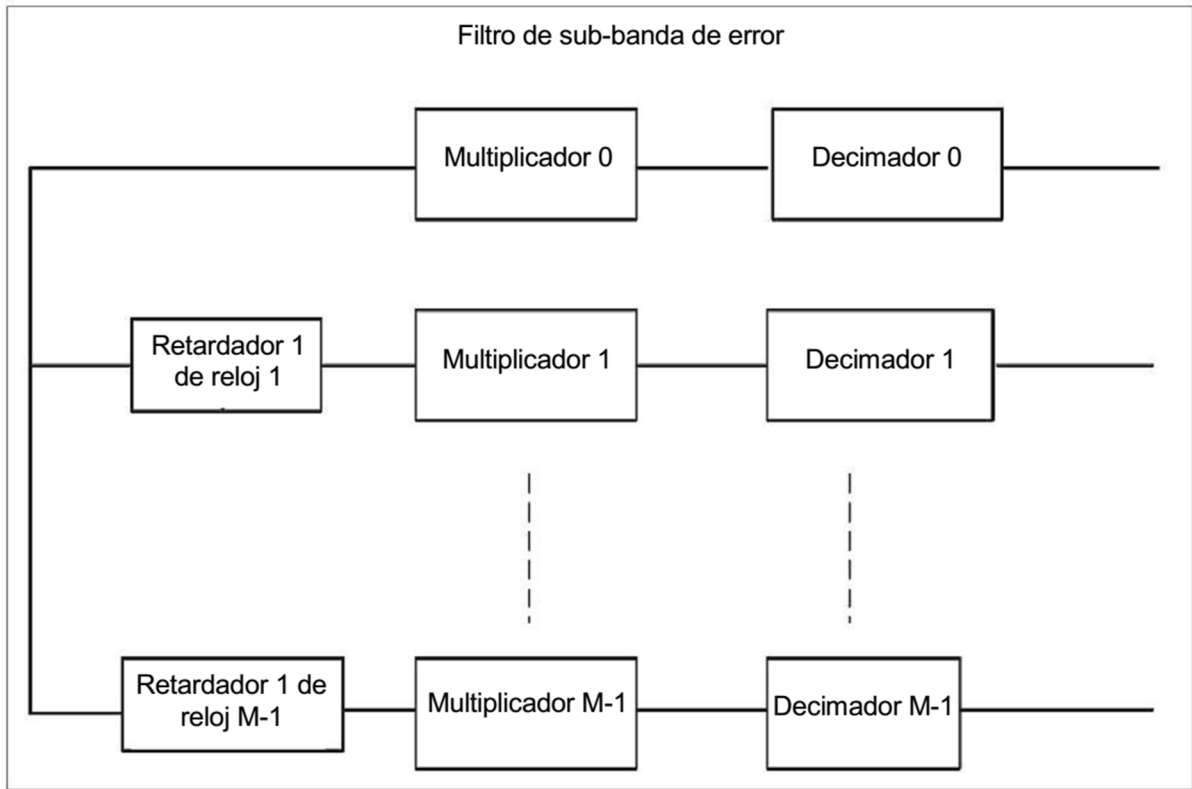 Filtro de sub-banda de error
Multiplicador 0
Decimador 0
Retardador 1
de reloj 1
Multiplicador 1
Decimador 1
Retardador 1 de
reloj M-1
Multiplicador M-1
Decimador M-1